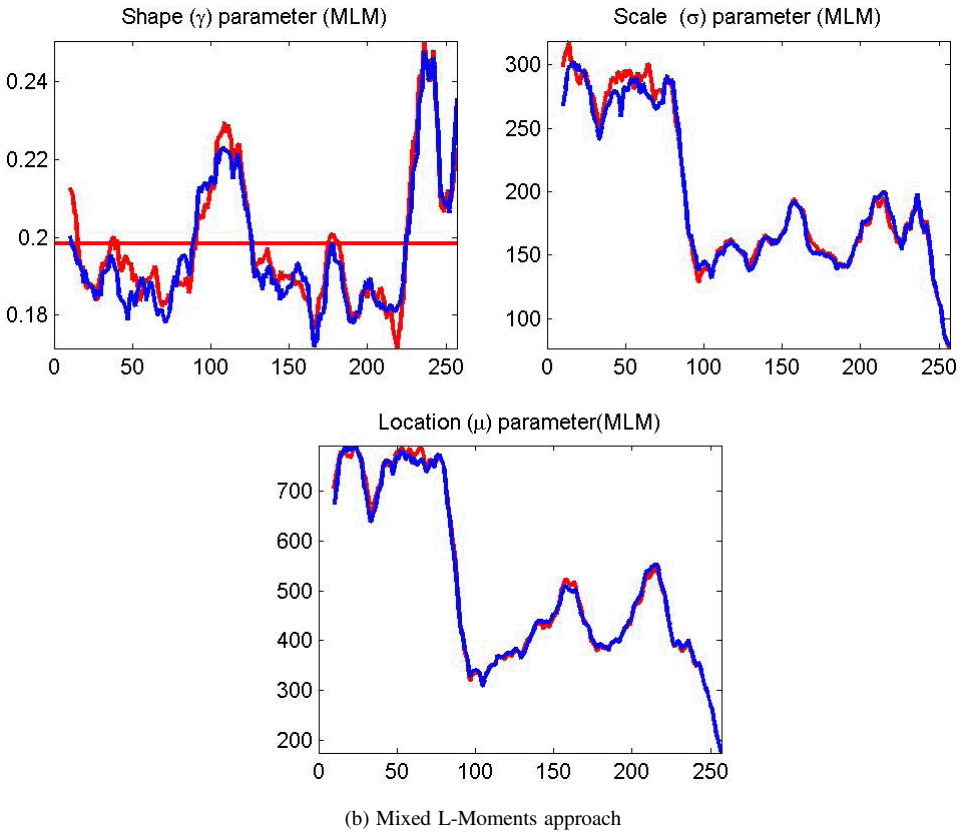 Shape (γ) parameter (MLM)
0.24
0.22
0.2
0.18
0 50 100 150 200 250
Scale (σ) parameter (MLM)
300
250
200
150
100
0 50 100 150 200 250
Location (μ) parameter(MLM)
700
600
500
400
300
200
0 50 100 150 200 250
(b) Mixed L-Moments approach